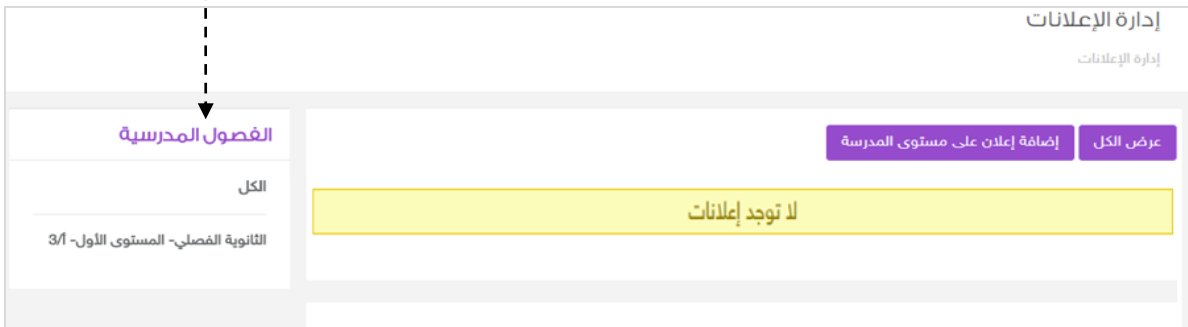 إدارة الإعلانات
إدارة الإعلانات
عرض الكل
إضافة إعلان على مستوى المدرسة
لا توجد إعلانات
الفصول المدرسية
الكل
الثانوية الفصلي- المستوى الأول- أ/3